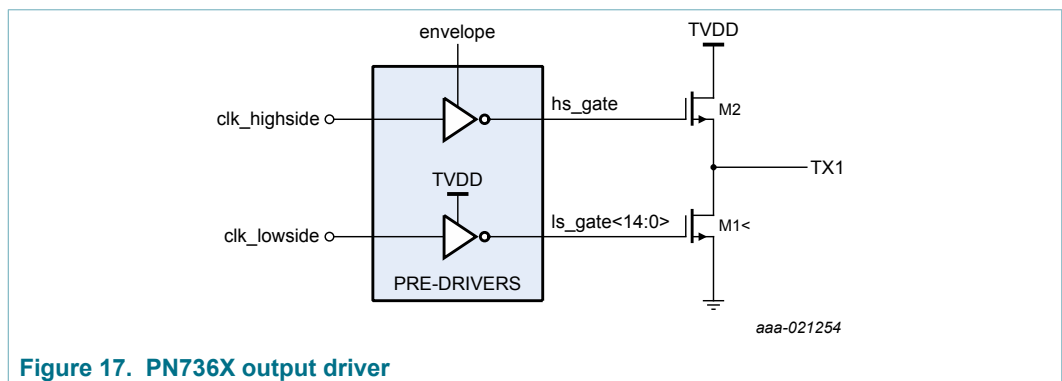 envelope
TVDD
clk_highside
hs_gate
M2
TX1
TVDD
clk_lowside
ls_gate<14:0>
M1<
PRE-DRIVERS
aaa-021254
Figure 17. PN736X output driver